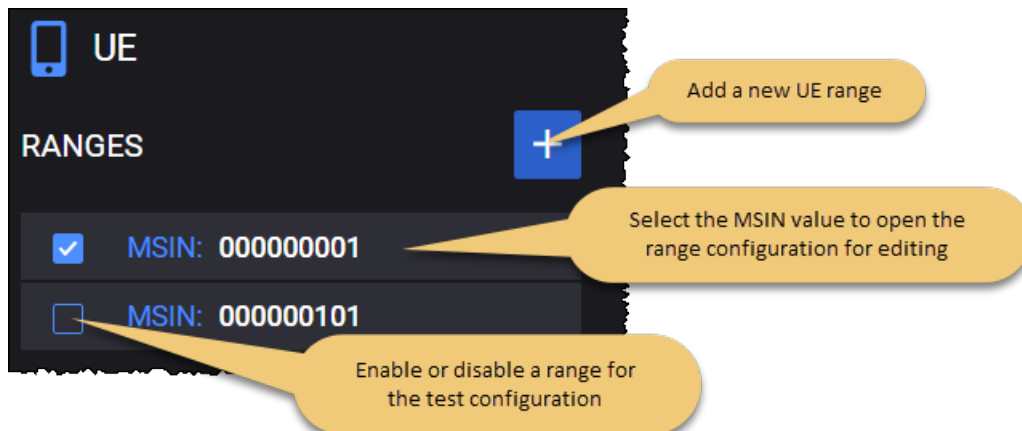 UE
Add a new UE range
RANGES
Select the MSIN value to open the
range configuration for editing
MSIN: 000000001
MSIN: 000000101
Enable or disable a range for
the test configuration